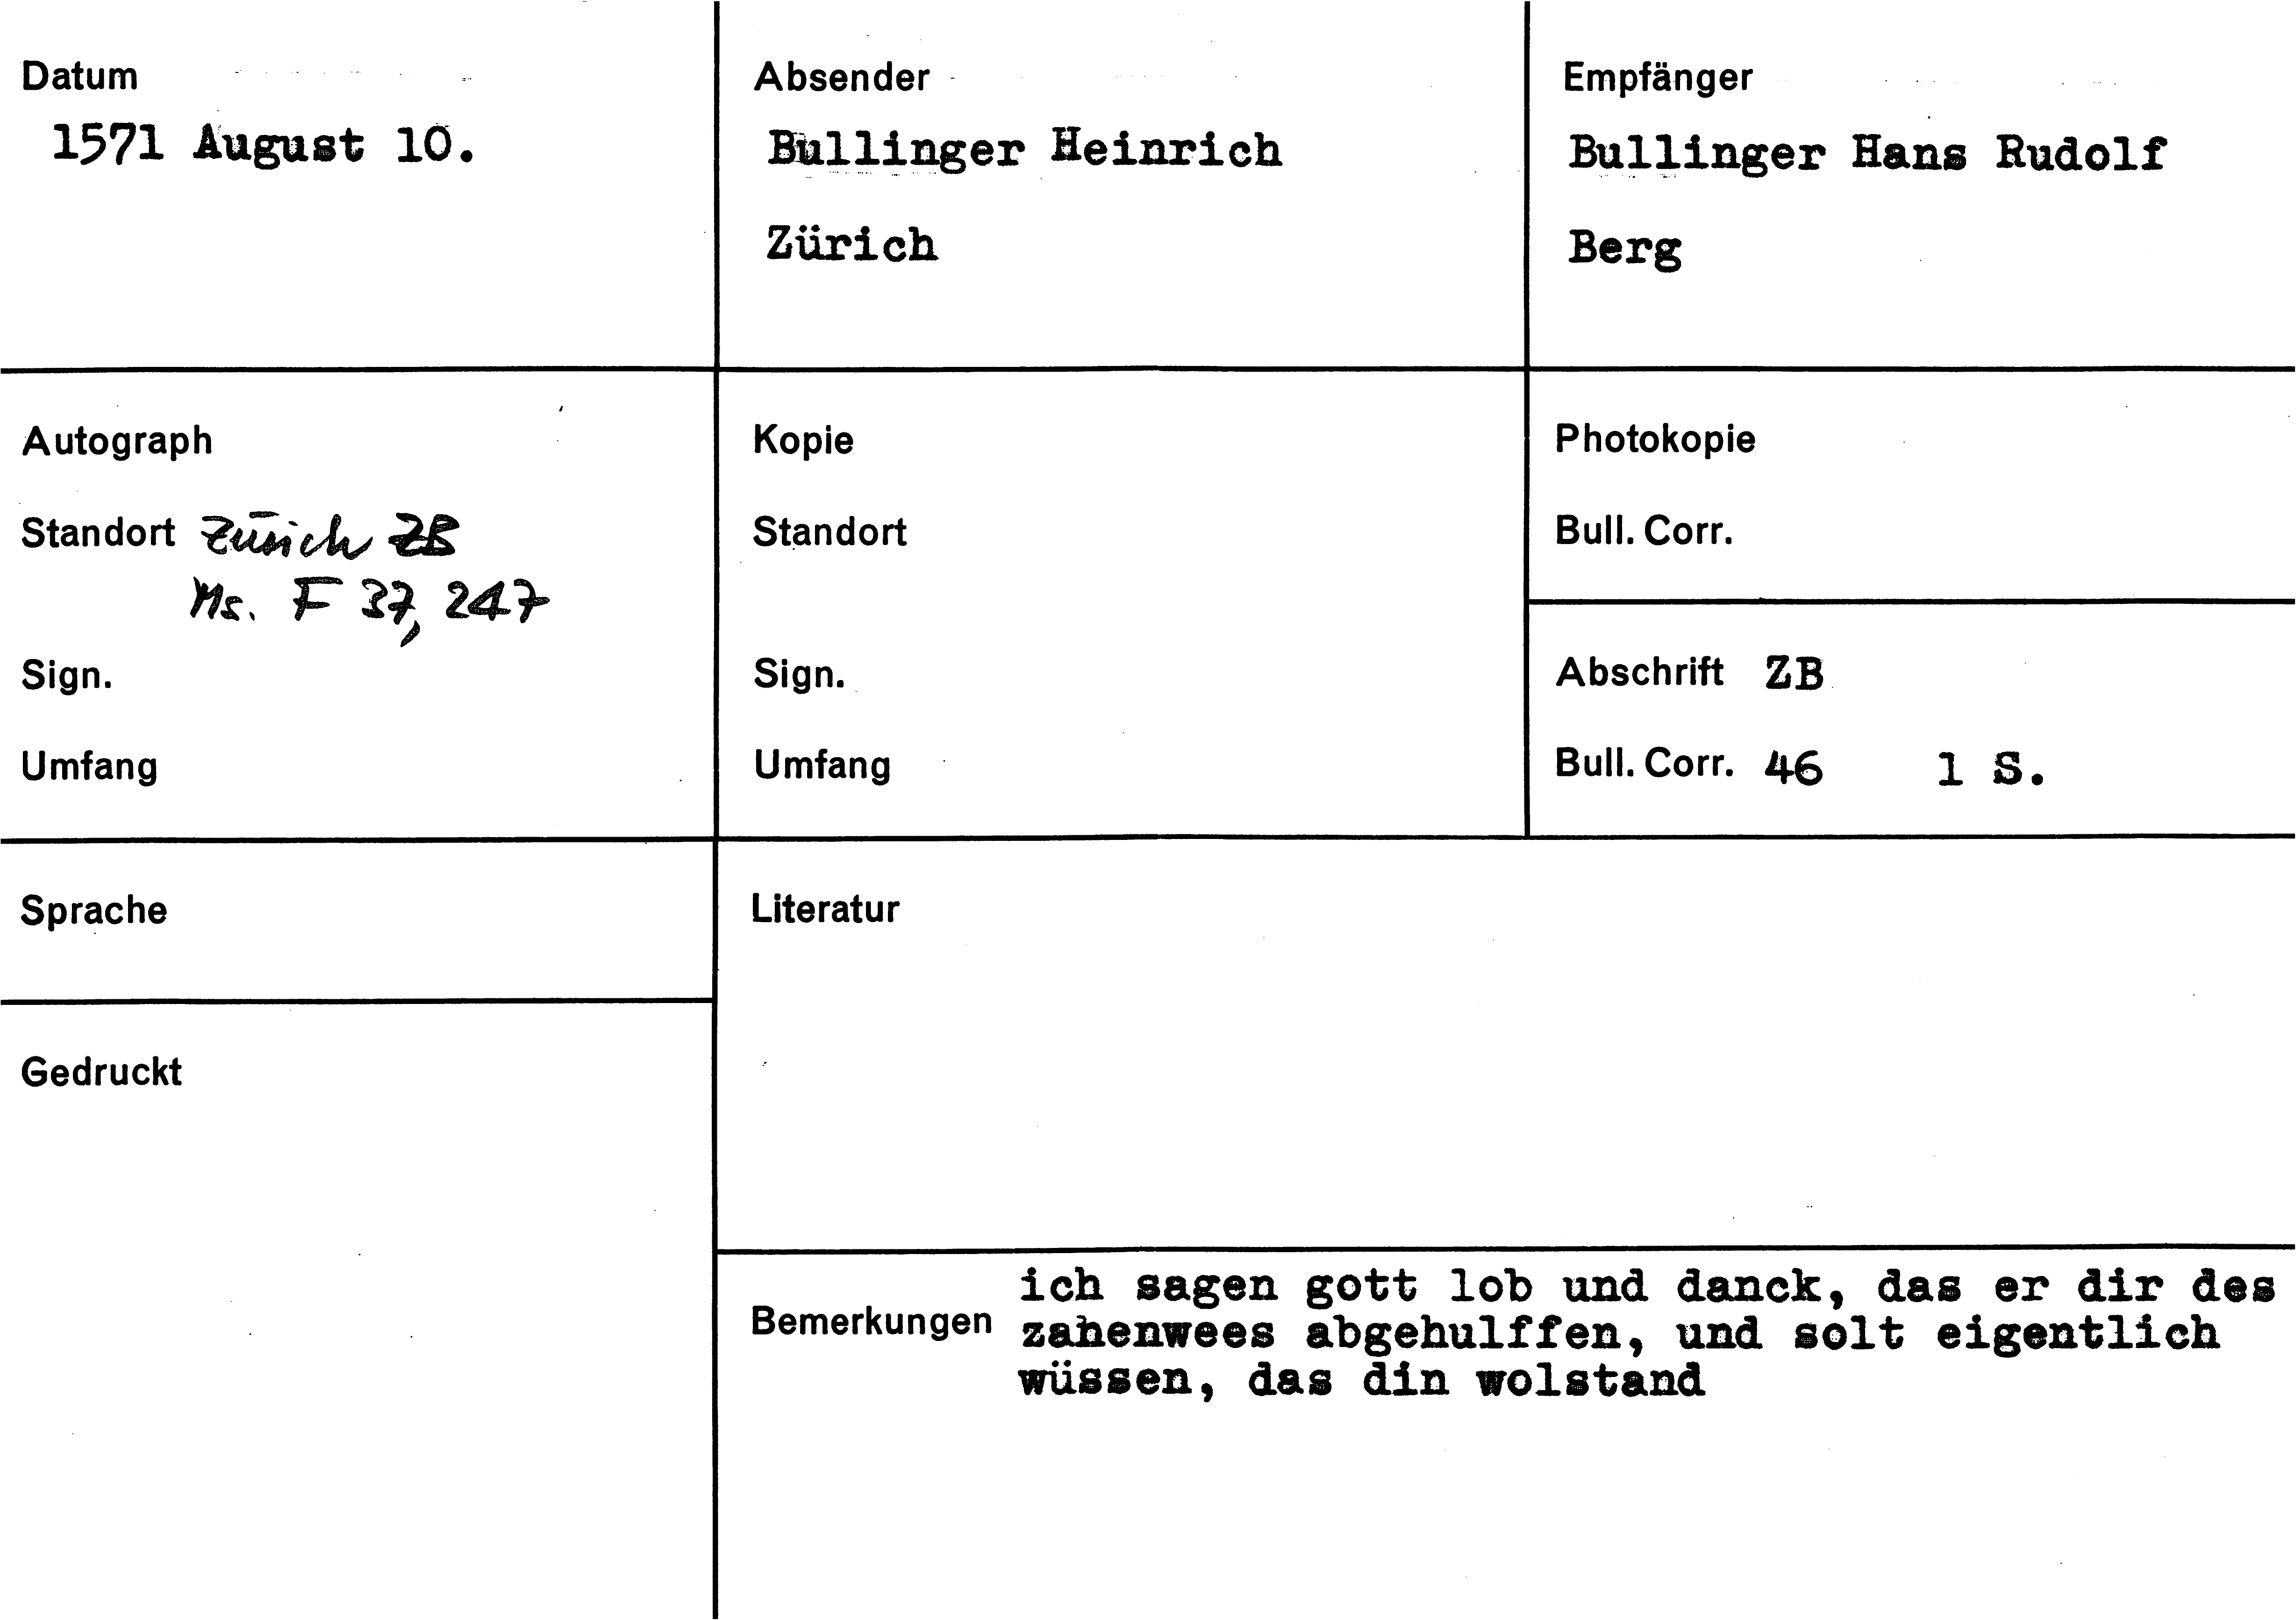 Datum
1571 August 10.
Absender
Bullinger Heinrich
Zürich
Empfänger
Bullinger Hans Rudolf
Berg
Autograph
Standort Zürich ZB
Ms. F 37, 247
Sign.
Umfang
Kopie
Standort
Sign.
Umfang
Photokopie
Bull. Corr.
Abschrift ZB
Bull. Corr. 46 1 S.
Sprache
Gedruckt
Literatur
Bemerkungen
ich sagen gott lob und danck, das er dir des
zahenwees abgehulffen, und solt eigentlich
wüssen, das din wolstand